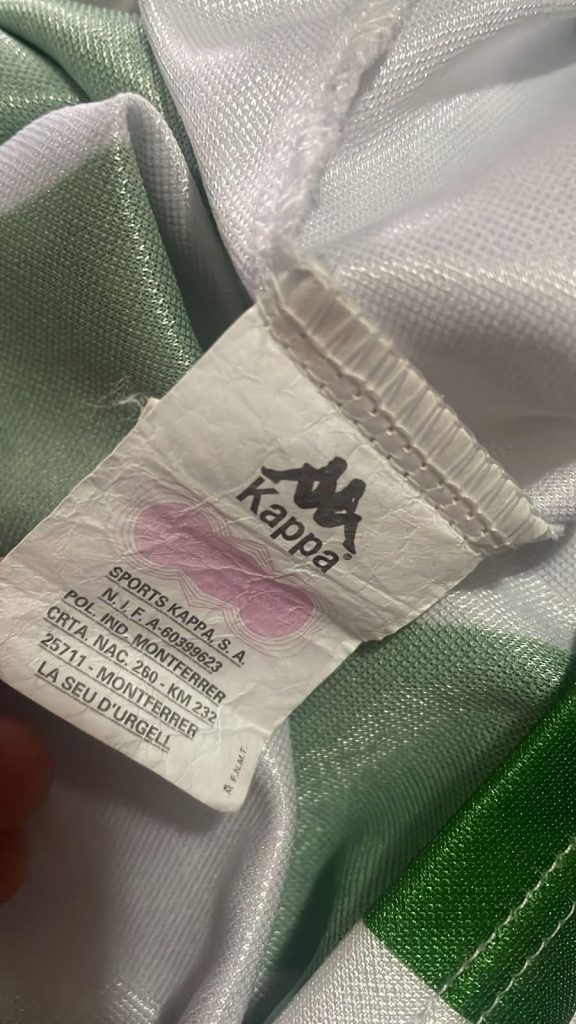 Kappa®
SPORTS KAPPA, S. A.
N. I. F. A-60399623
POL. IND. MONTFERRER
CRTA. NAC. 260 - KM 232
25711 - MONTFERRER
LA SEU D'URGELL
F.N.M.T.